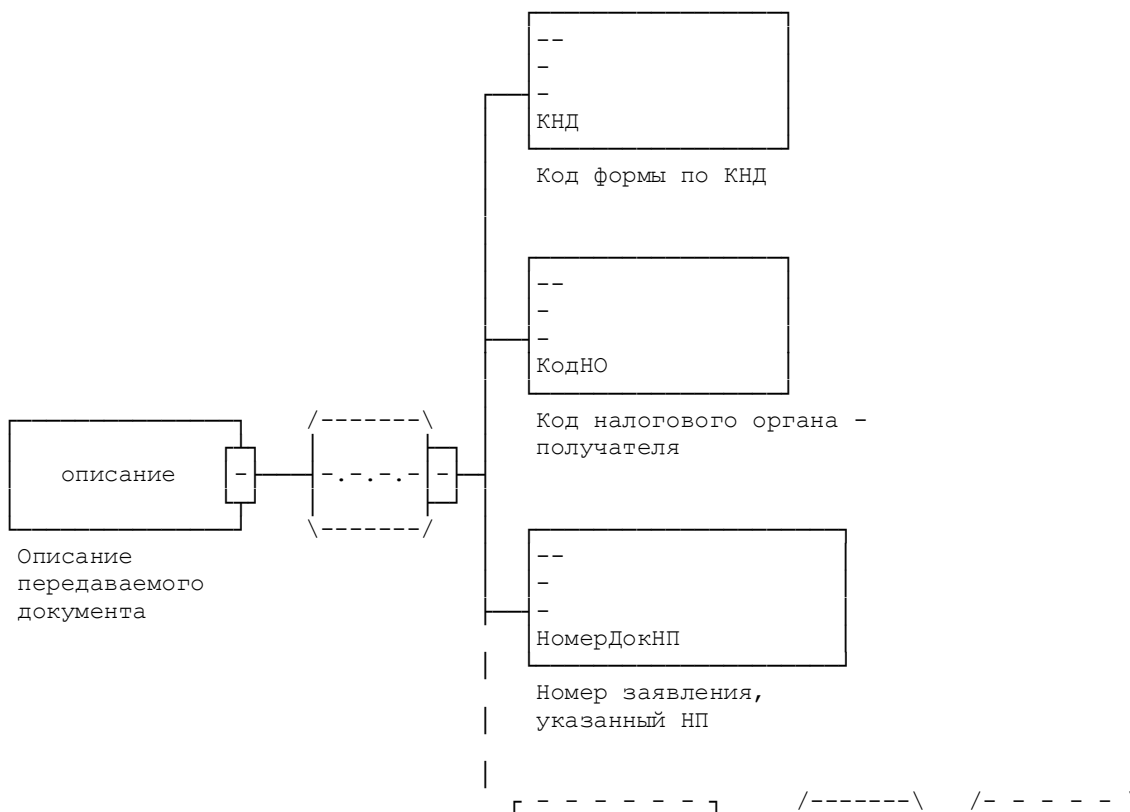 КНД
Код формы по КНД
КодНО
Код налогового органа -
получателя
описание
Описание
передаваемого
документа
НомерДокНП
Номер заявления,
указанный НП